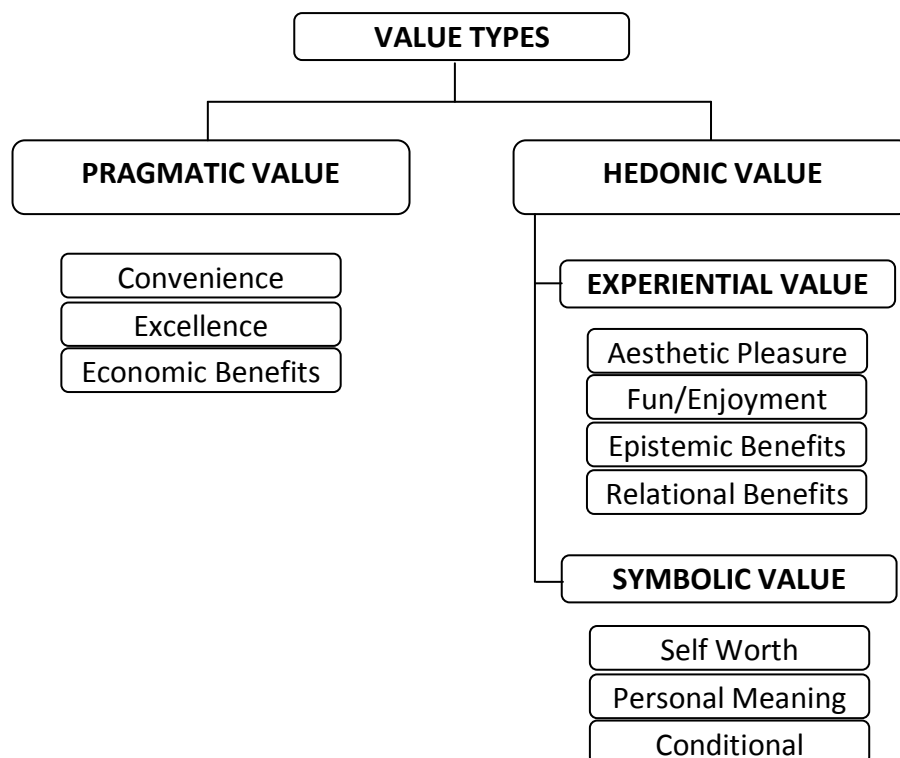 VALUE TYPES
PRAGMATIC VALUE
Convenience
Excellence
Economic Benefits
HEDONIC VALUE
EXPERIENTIAL VALUE
Aesthetic Pleasure
Fun/Enjoyment
Epistemic Benefits
Relational Benefits
SYMBOLIC VALUE
Self Worth
Personal Meaning
Conditional